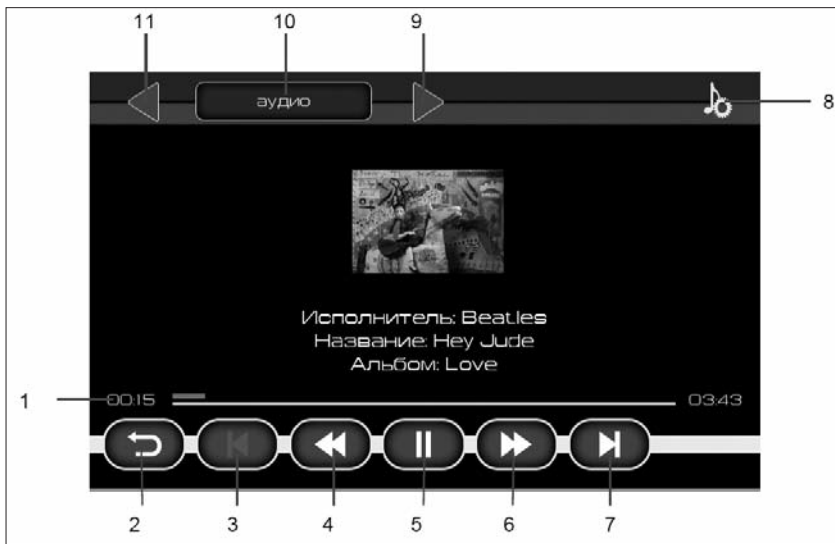 11 10 9
аудио
8
Исполнитель: Beatles
Название: Hey Jude
Альбом: Love
1 00:15 03:43
2 3 4 5 6 7